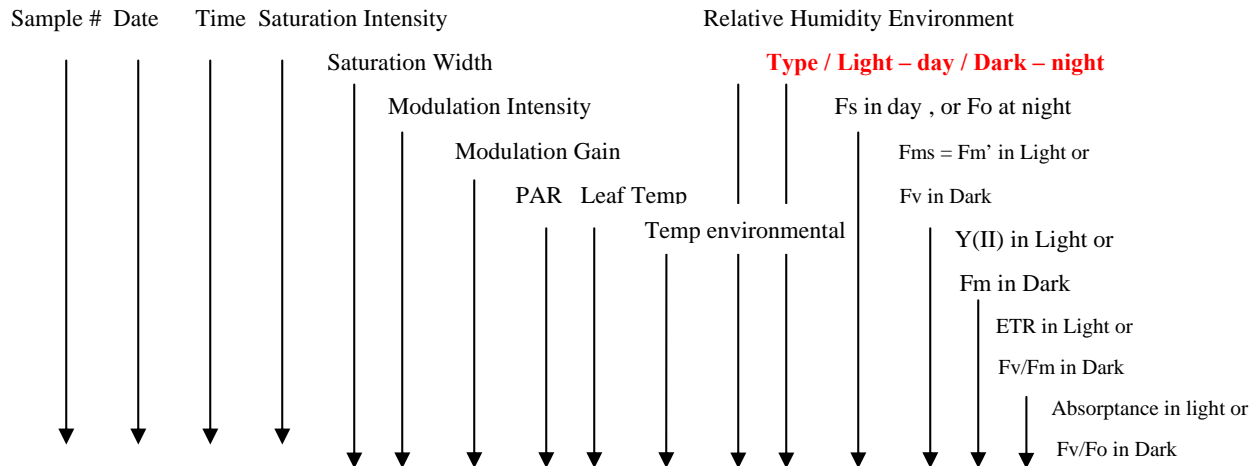 Sample # Date Time Saturation Intensity Relative Humidity Environment
Saturation Width Type / Light – day / Dark – night
Modulation Intensity Fs in day , or Fo at night
Modulation Gain Fms = Fm’ in Light or
PAR Leaf Temp Fv in Dark
Temp environmental Y(II) in Light or
Fm in Dark
ETR in Light or
Fv/Fm in Dark
Absorptance in light or
Fv/Fo in Dark